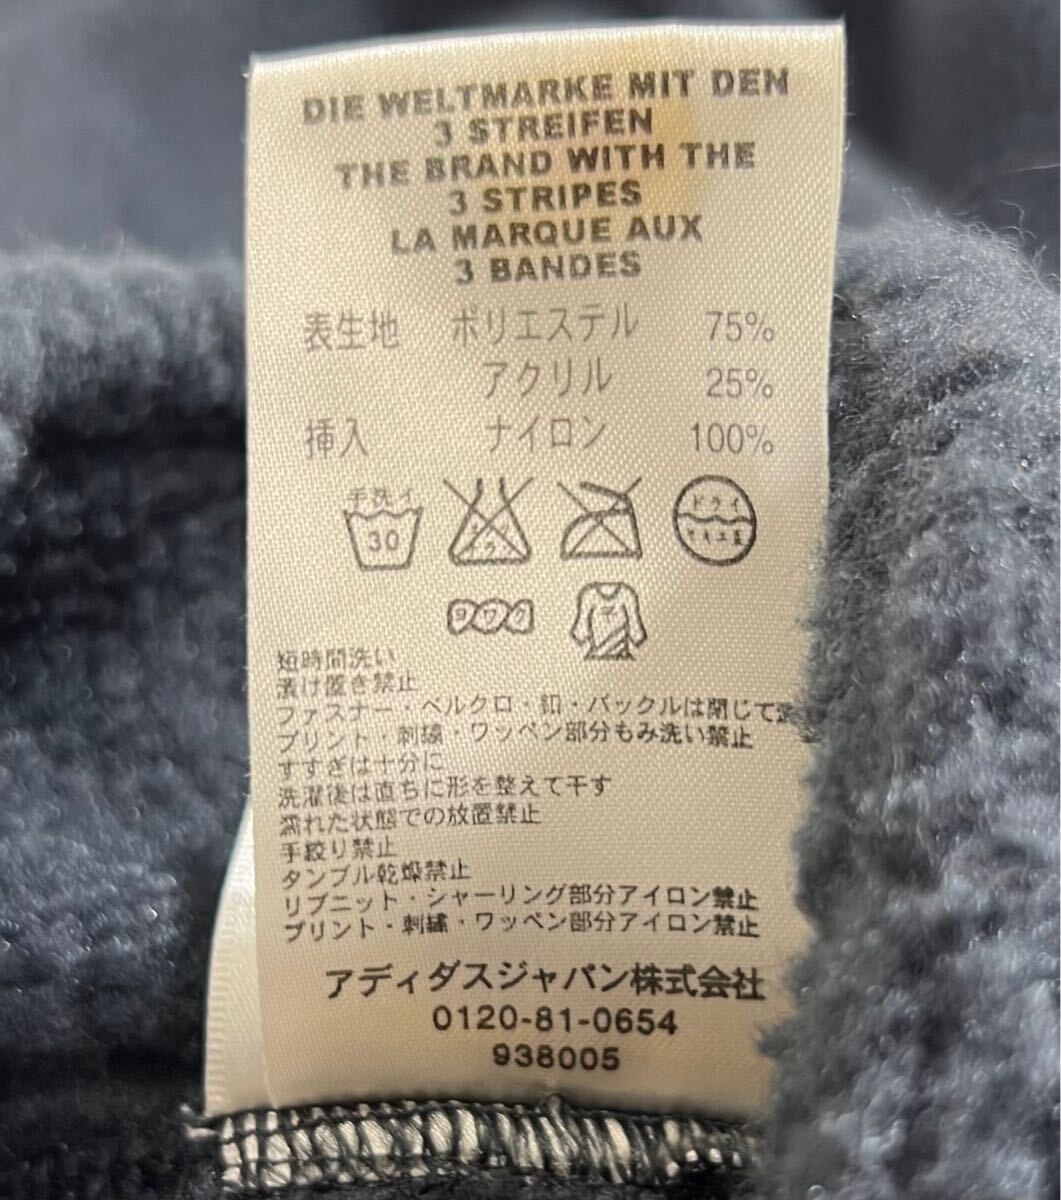 DIE WELTMARKE MIT DEN
3 STREIFEN
THE BRAND WITH THE
3 STRIPES
LA MARQUE AUX
3 BANDES
表生地 ポリエステル 75%
アクリル 25%
挿入 ナイロン 100%
手洗イ
30
ドライ
ヨワク
短時間洗い
漬け置き禁止
ファスナー・ベルクロ・釦・バックルは閉じて
プリント・刺繍・ワッペン部分もみ洗い禁止
すすぎは十分に
洗濯後は直ちに形を整えて干す
濡れた状態での放置禁止
手絞り禁止
タンブル乾燥禁止
リブニット・シャーリング部分アイロン禁止
プリント・刺繍・ワッペン部分アイロン禁止
アディダスジャパン株式会社
0120-81-0654
938005